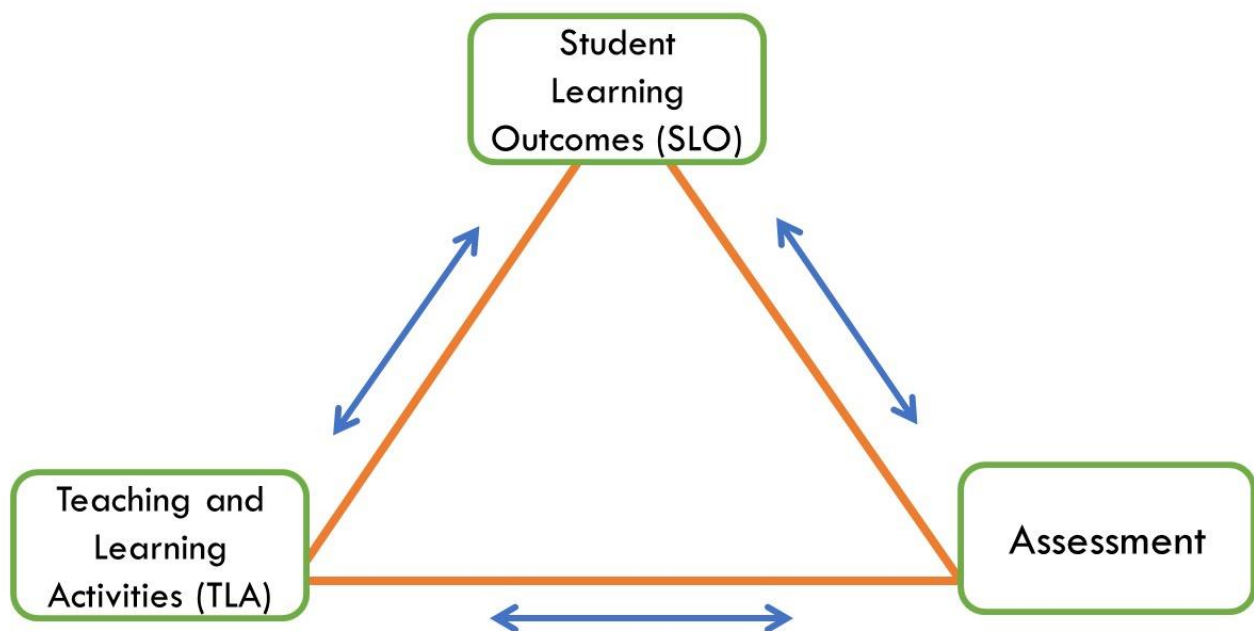 Student
Learning
Outcomes (SLO)
Teaching and
Learning
Activities (TLA)
Assessment